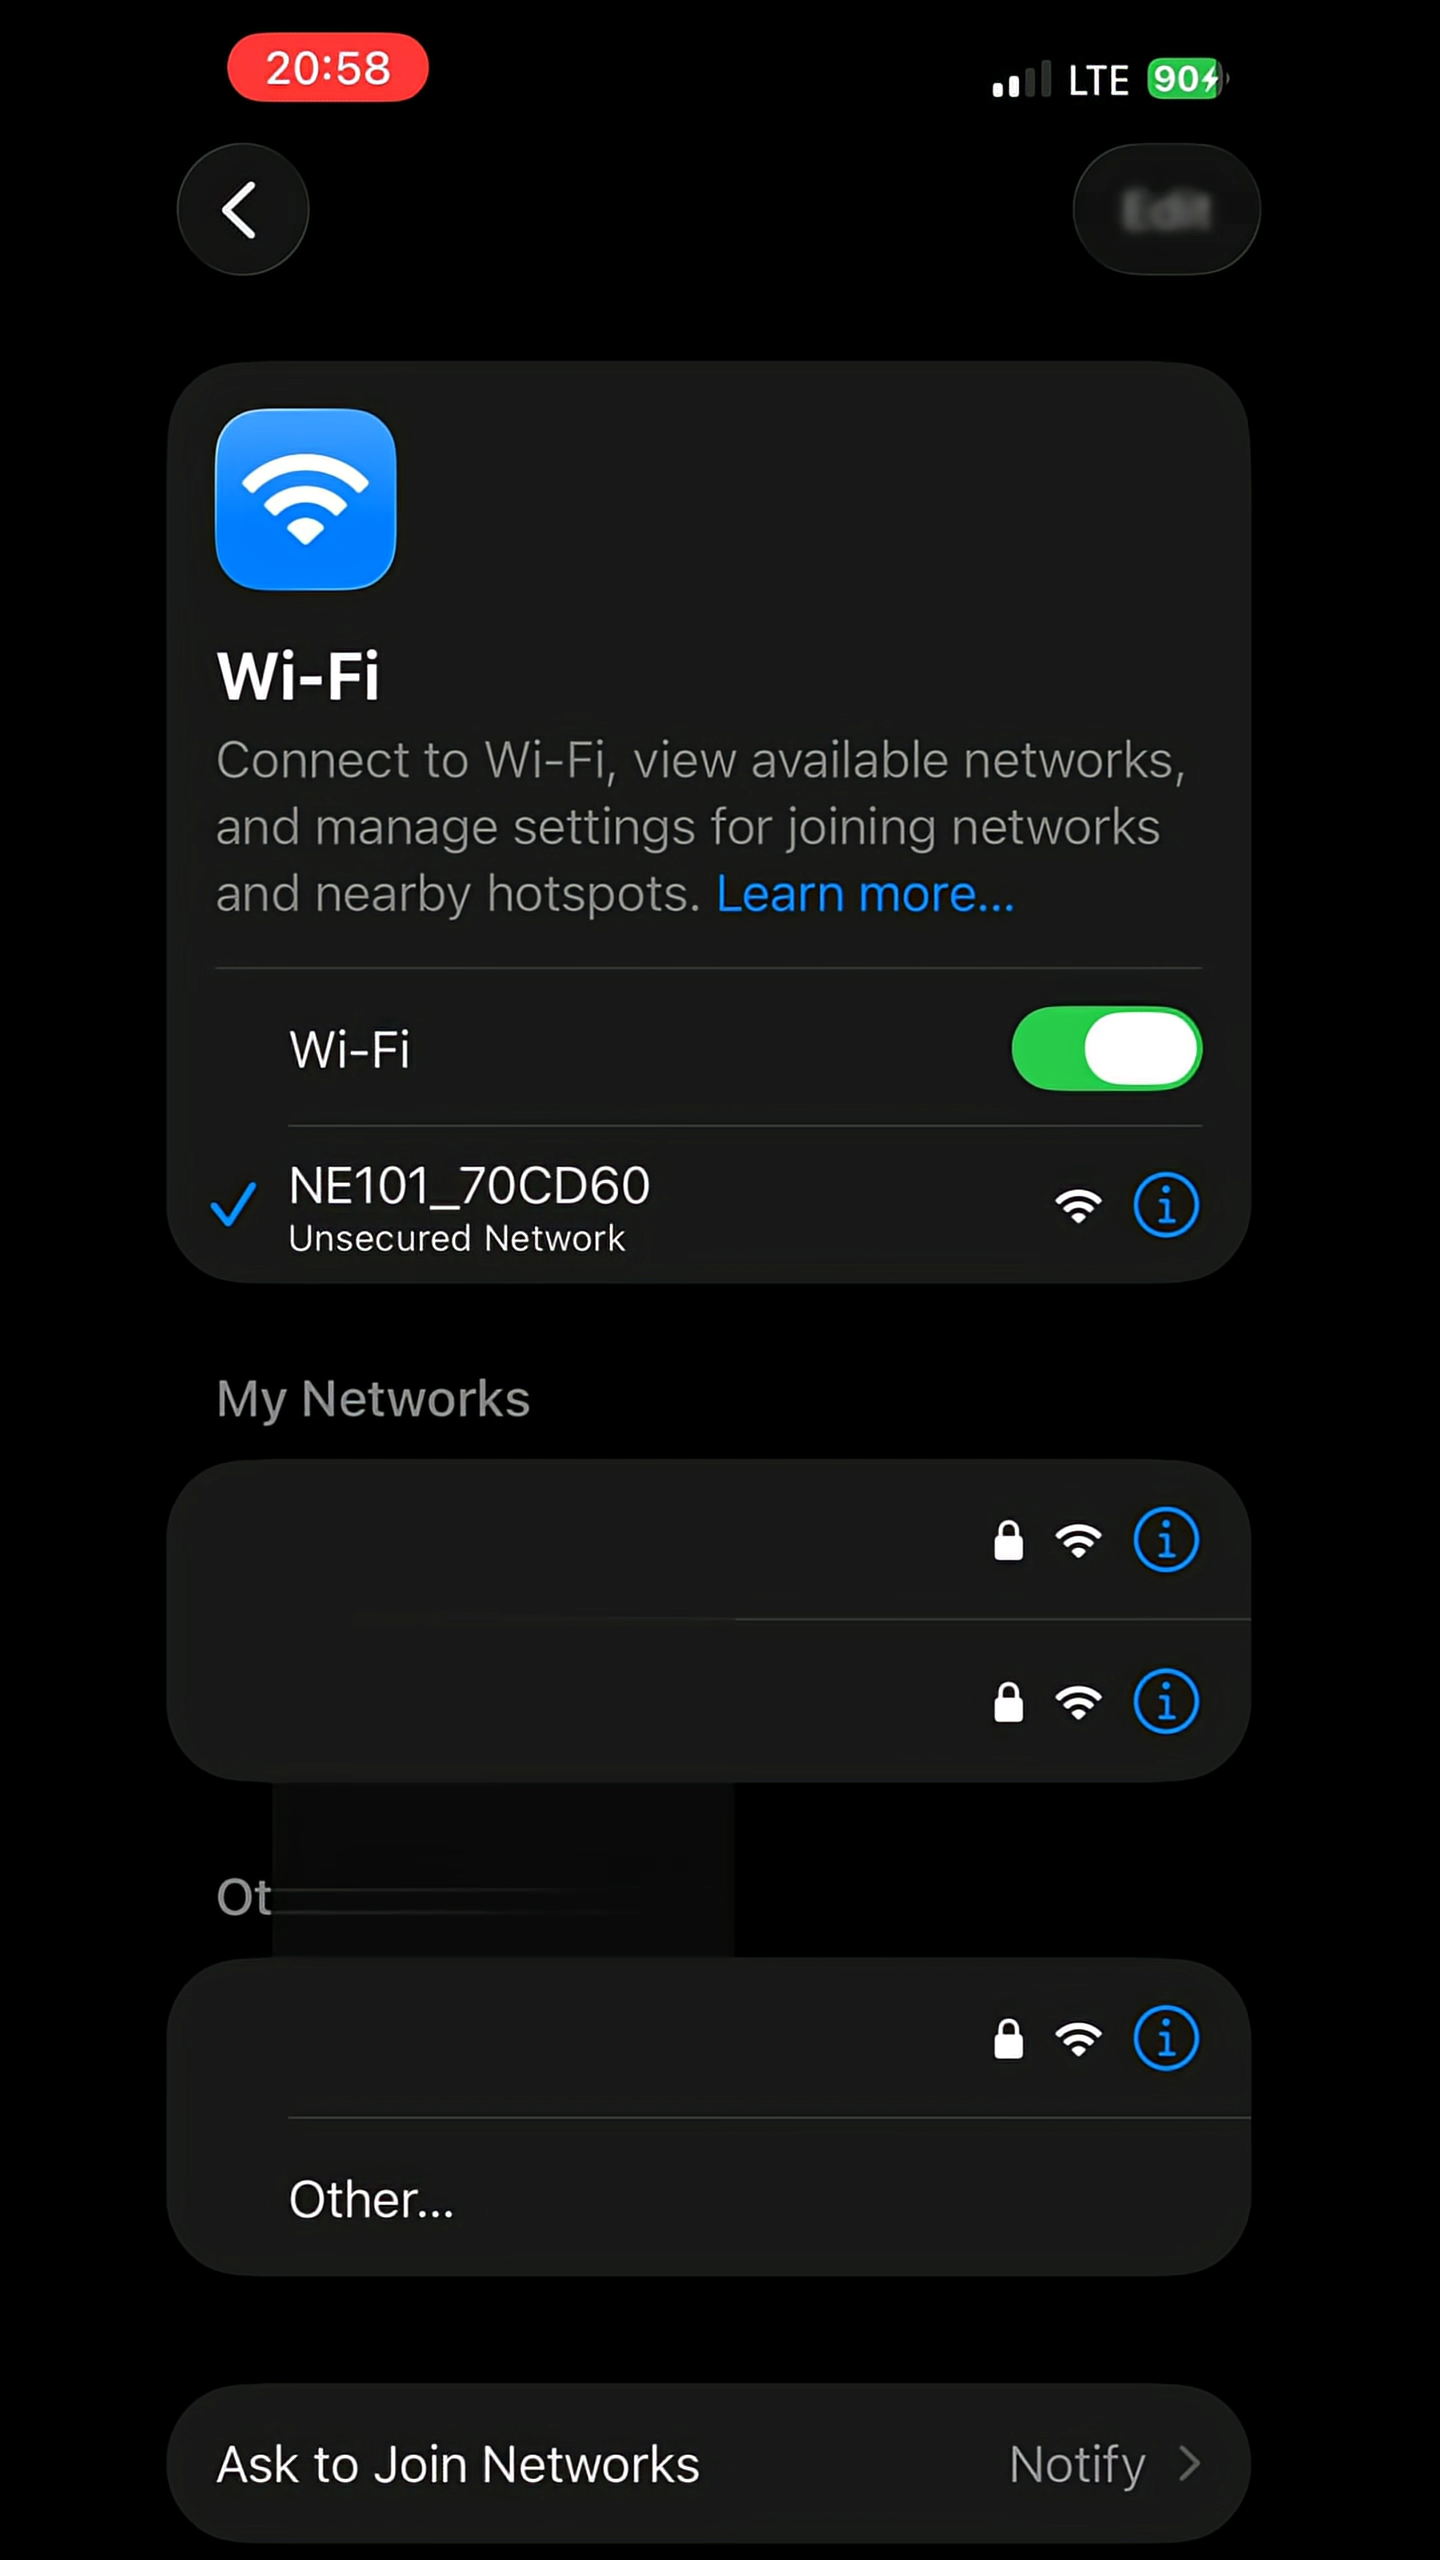 20:58
LTE 90
Edit
Wi-Fi
Connect to Wi-Fi, view available networks,
and manage settings for joining networks
and nearby hotspots. Learn more...
Wi-Fi
NE101_70CD60
Unsecured Network
My Networks
Ot
Other...
Ask to Join Networks Notify